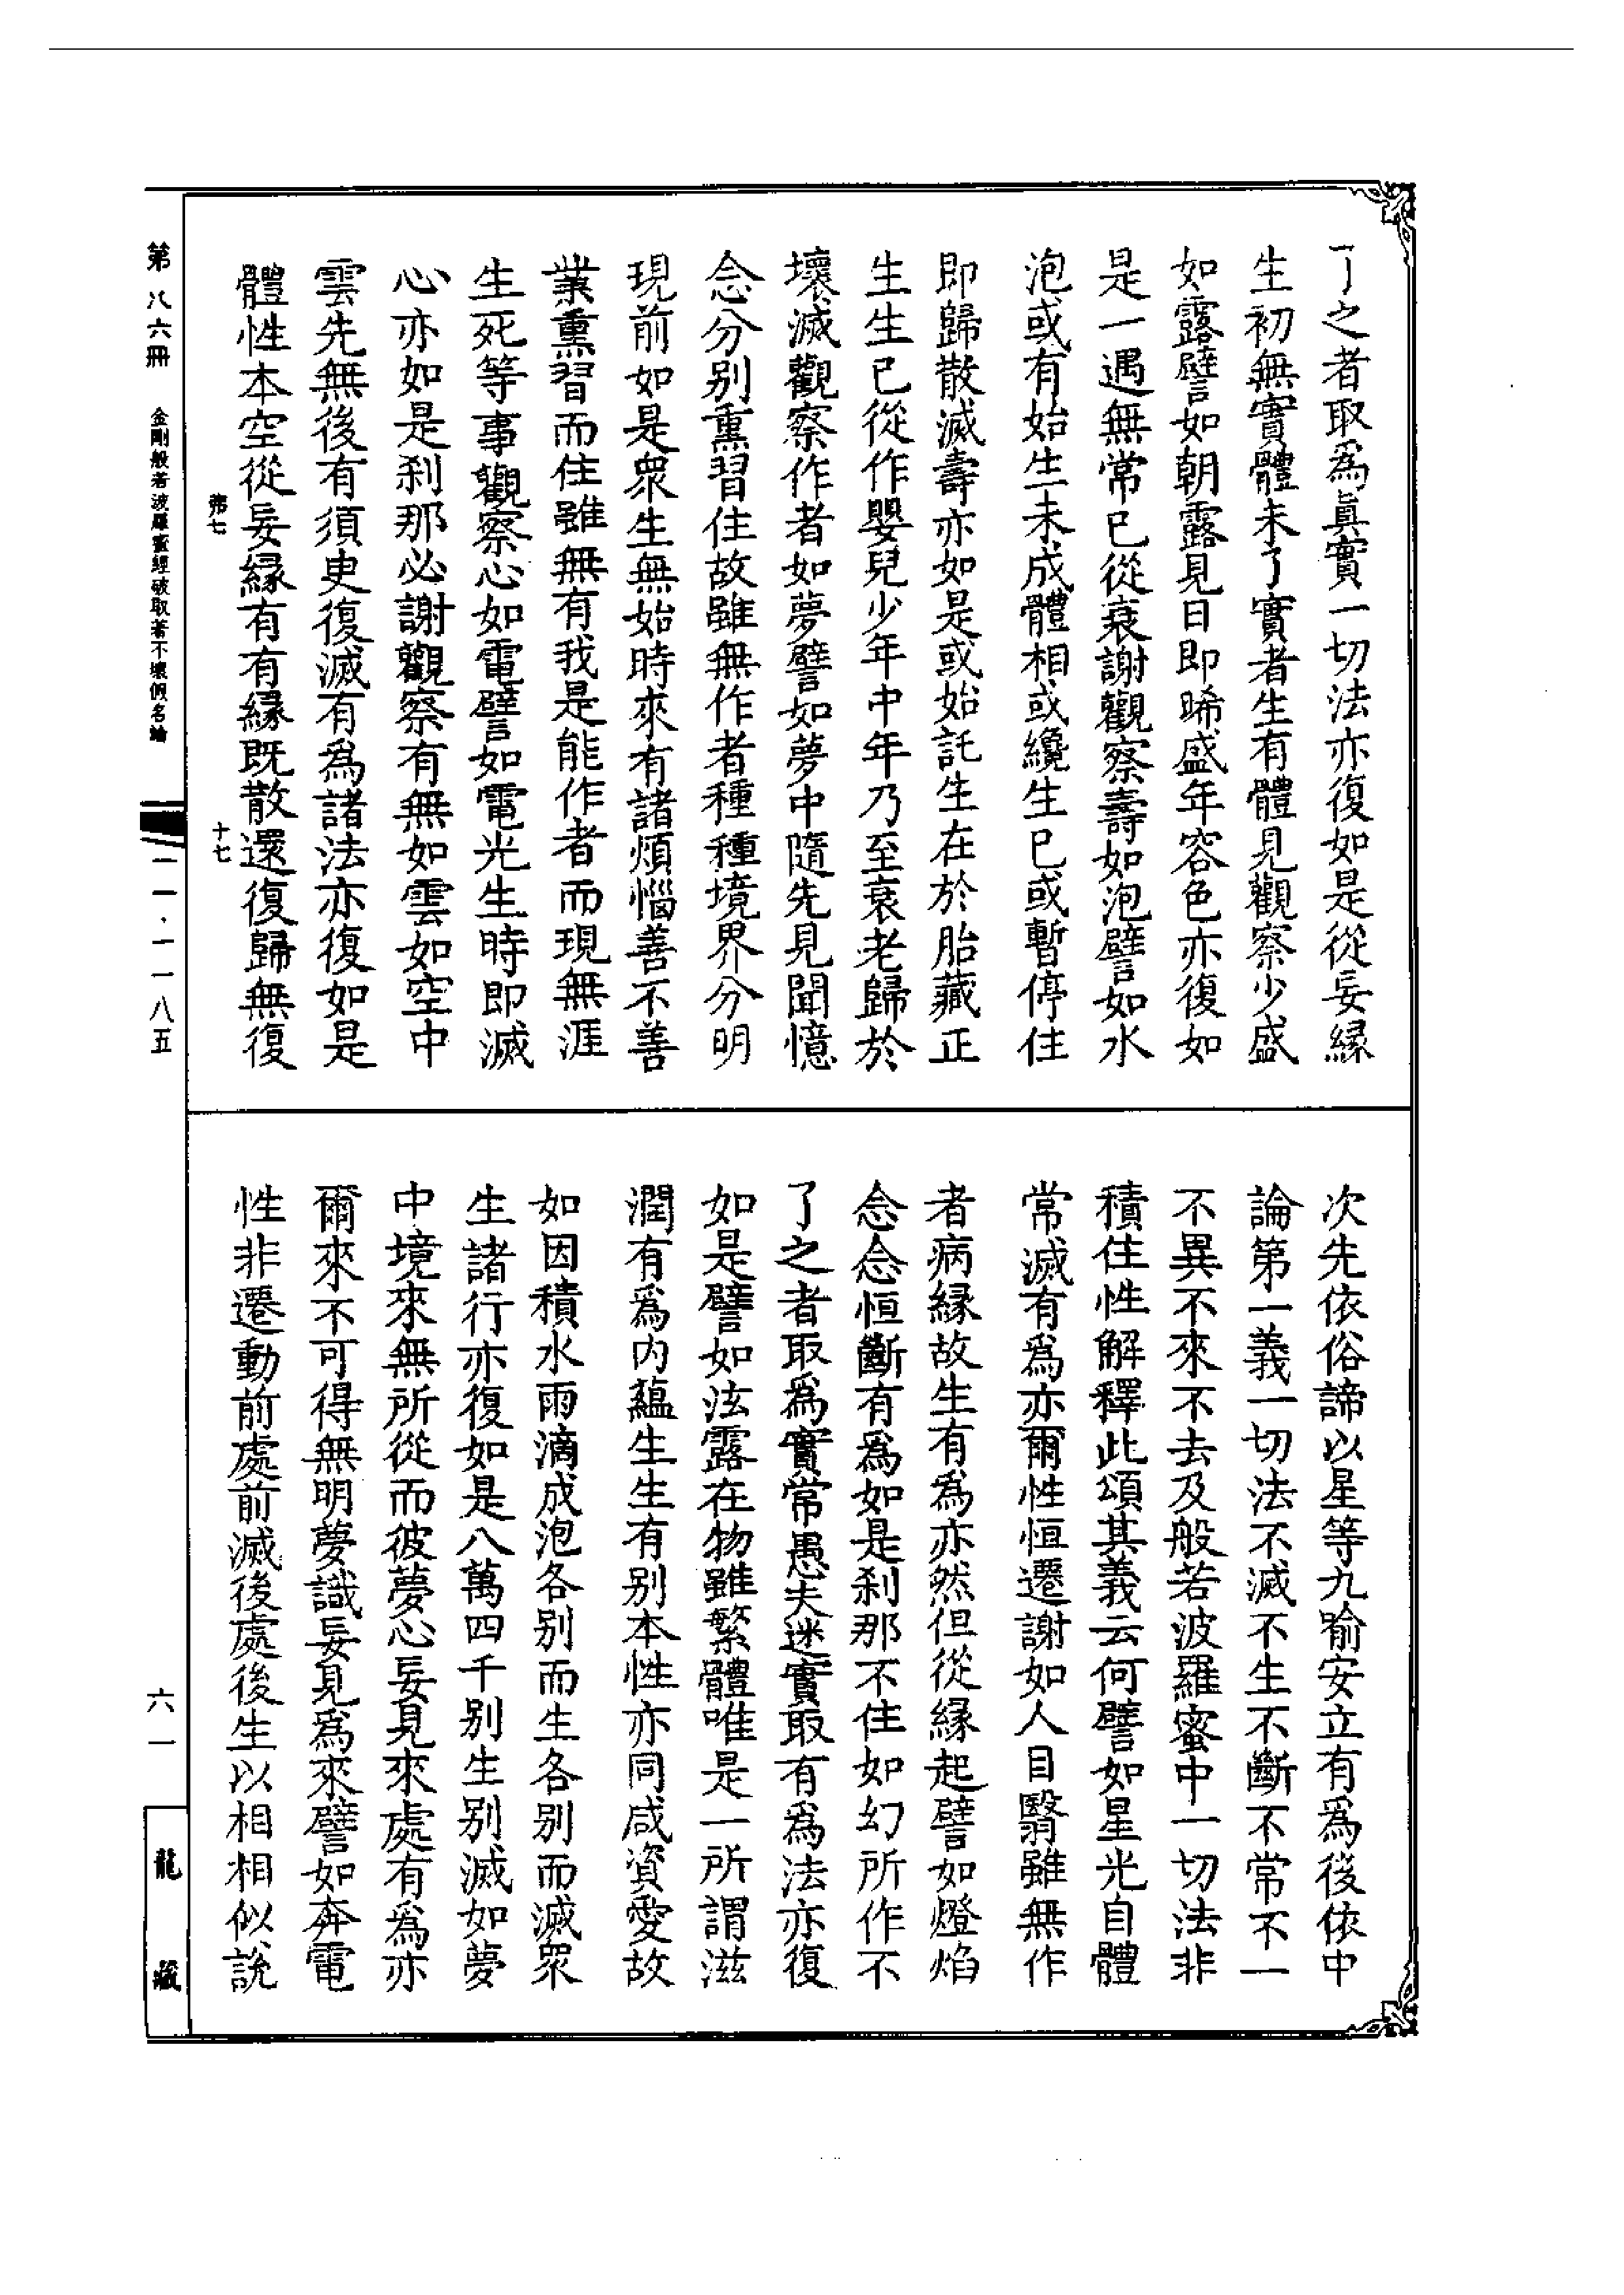 了之者取爲眞實一切法亦復如是從妄緣
生初無實體未了實者生有體見觀察少盛
如露譬如朝露見日即晞盛年容色亦復如
是一遇無常已從衰謝觀察壽如泡譬如水
泡或有始生未成體相或纔生已或暫停住
即歸散滅壽亦如是或始託生在於胎藏正
生生已從作嬰兒少年中年乃至衰老歸於
壞滅觀察作者如夢譬如夢中隨先見聞憶
念分別熏習住故雖無作者種種境界分明
現前如是衆生無始時來有諸煩惱善不善
業熏習而住雖無有我是能作者而現無涯
生死等事觀察心如電譬如電光生時即滅
心亦如是刹那必謝觀察有無如雲如空中
雲先無後有須臾復滅有爲諸法亦復如是
體性本空從妄緣有有緣既散還復歸無復
次先依俗諦以星等九喻安立有爲後依中
論第一義一切法不滅不生不斷不常不一
不異不來不去及般若波羅蜜中一切法非
積住性解釋此頌其義云何譬如星光自體
常滅有爲亦爾性恒遷謝如人目翳雖無作
者病緣故生有爲亦然但從緣起譬如燈焰
念念恒斷有爲如是刹那不住如幻所作不
了之者取爲實常愚夫迷實取有爲法亦復
如是譬如泫露在物雖繁體唯是一所謂滋
潤有爲內蘊生生有別本性亦同咸資愛故
如因積水雨滴成泡各別而生各別而滅衆
生諸行亦復如是八萬四千別生別滅如夢
中境來無所從而彼夢心妄見來處有爲亦
爾來不可得無明夢識妄見爲來譬如奔電
性非遷動前處前滅後處後生以相相似說
弗七
十七
第八六冊
金剛般若波羅蜜經破取著不壞假名論
一一·一一八五
六一
龍藏